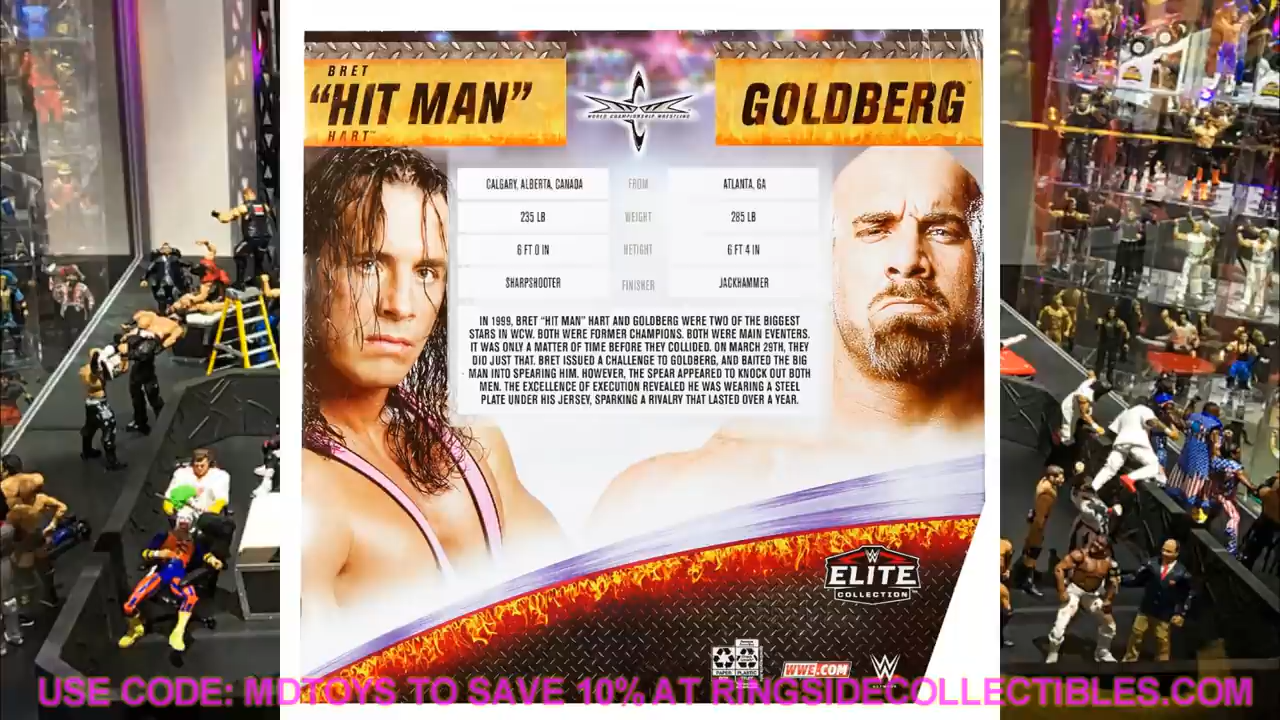 BRET
"HIT MAN"
HART™
WORLD CHAMPIONSHIP WRESTLING
GOLDBERG™
CALGARY, ALBERTA, CANADA FROM ATLANTA, GA
235 LB WEIGHT 285 LB
6 FT 0 IN HEIGHT 6 FT 4 IN
SHARPSHOOTER FINISHER JACKHAMMER
IN 1999, BRET "HIT MAN" HART AND GOLDBERG WERE TWO OF THE BIGGEST
STARS IN WCW. BOTH WERE FORMER CHAMPIONS. BOTH WERE MAIN EVENTERS.
IT WAS ONLY A MATTER OF TIME BEFORE THEY COLLIDED. ON MARCH 29TH, THEY
DID JUST THAT. BRET ISSUED A CHALLENGE TO GOLDBERG, AND BAITED THE BIG
MAN INTO SPEARING HIM. HOWEVER, THE SPEAR APPEARED TO KNOCK OUT BOTH
MEN. THE EXCELLENCE OF EXECUTION REVEALED HE WAS WEARING A STEEL
PLATE UNDER HIS JERSEY, SPARKING A RIVALRY THAT LASTED OVER A YEAR.
W
ELITE
COLLECTION™
PAPER PLASTIC
WWE.COM
W
USE CODE: MDTOYS TO SAVE 10% AT RINGSIDECOLLECTIBLES.COM